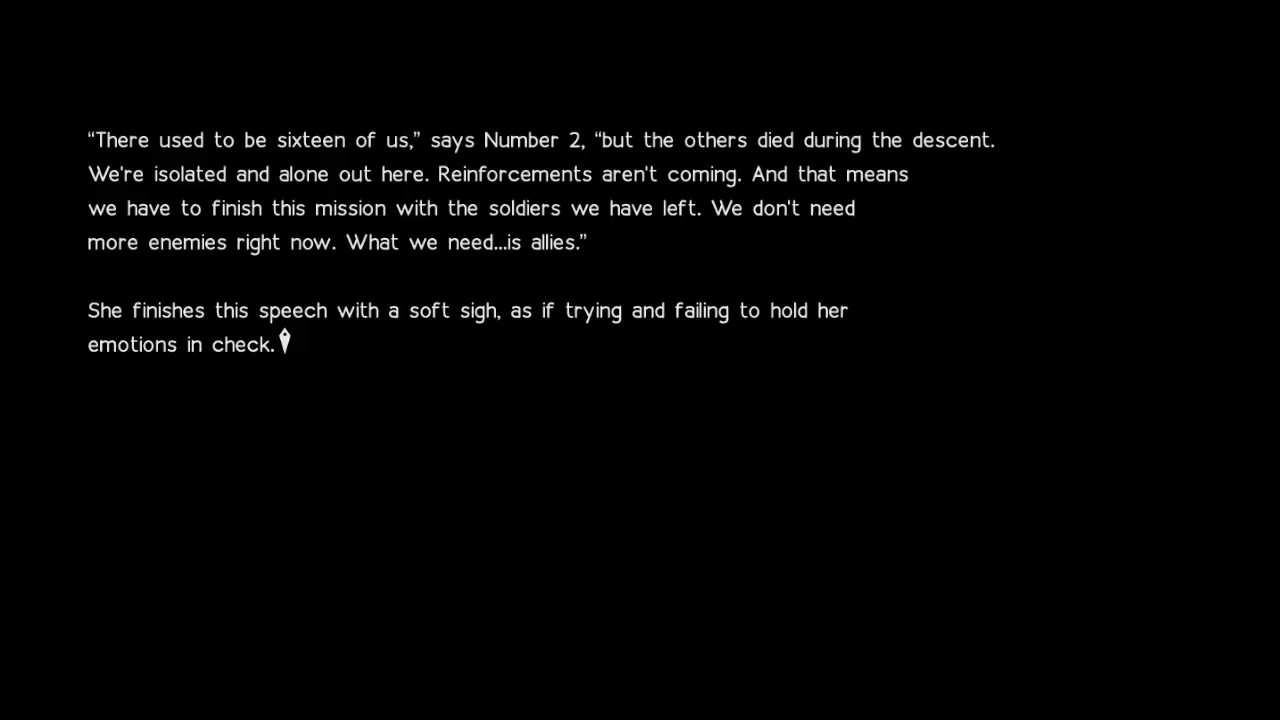 “There used to be sixteen of us,” says Number 2, “but the others died during the descent.
We're isolated and alone out here. Reinforcements aren't coming. And that means
we have to finish this mission with the soldiers we have left. We don't need
more enemies right now. What we need...is allies.”
She finishes this speech with a soft sigh, as if trying and failing to hold her
emotions in check.